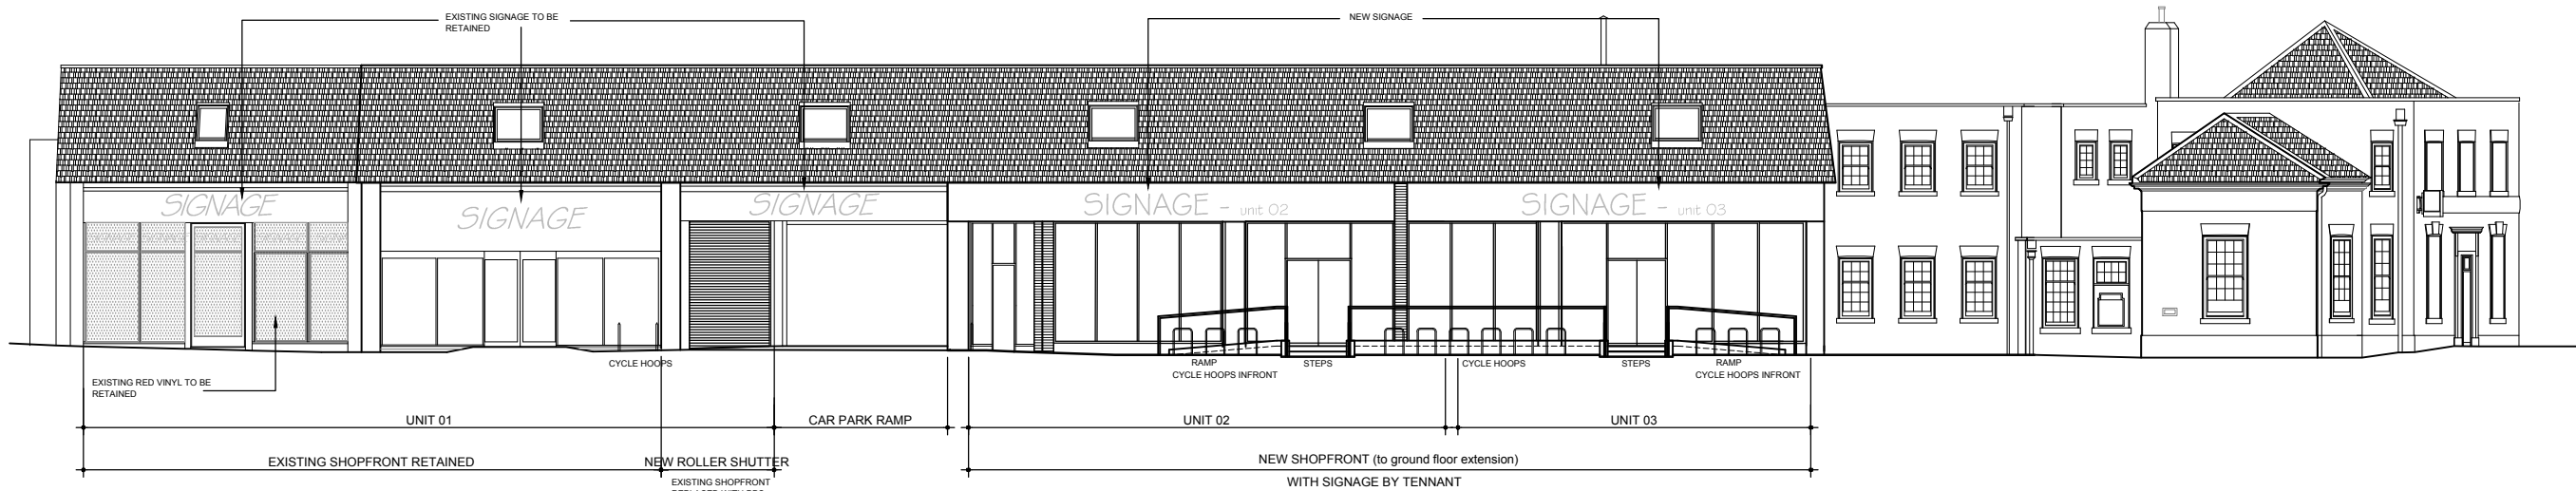 EXISTING SIGNAGE TO BE
RETAINED
NEW SIGNAGE
SIGNAGE
SIGNAGE
SIGNAGE
SIGNAGE - unit 02
SIGNAGE - unit 03
CYCLE HOOPS
RAMP
CYCLE HOOPS INFRONT
STEPS
CYCLE HOOPS
STEPS
RAMP
CYCLE HOOPS INFRONT
EXISTING RED VINYL TO BE
RETAINED
UNIT 01
CAR PARK RAMP
UNIT 02
UNIT 03
EXISTING SHOPFRONT RETAINED
NEW ROLLER SHUTTER
NEW SHOPFRONT (to ground floor extension)
WITH SIGNAGE BY TENNANT
EXISTING SHOPFRONT